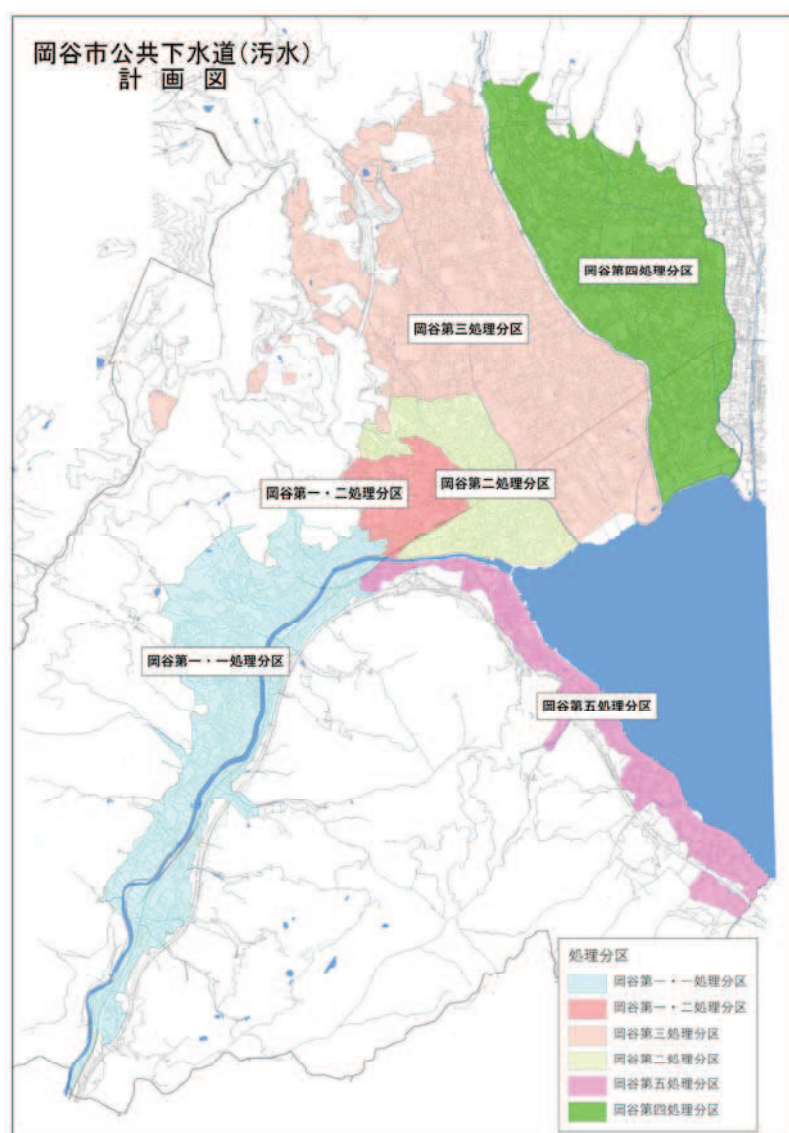 岡谷市公共下水道(汚水)
計画図
岡谷第四処理分区
岡谷第三処理分区
岡谷第一・二処理分区
岡谷第二処理分区
岡谷第一・一処理分区
岡谷第五処理分区
処理分区
岡谷第一・一処理分区
岡谷第一・二処理分区
岡谷第三処理分区
岡谷第二処理分区
岡谷第五処理分区
岡谷第四処理分区